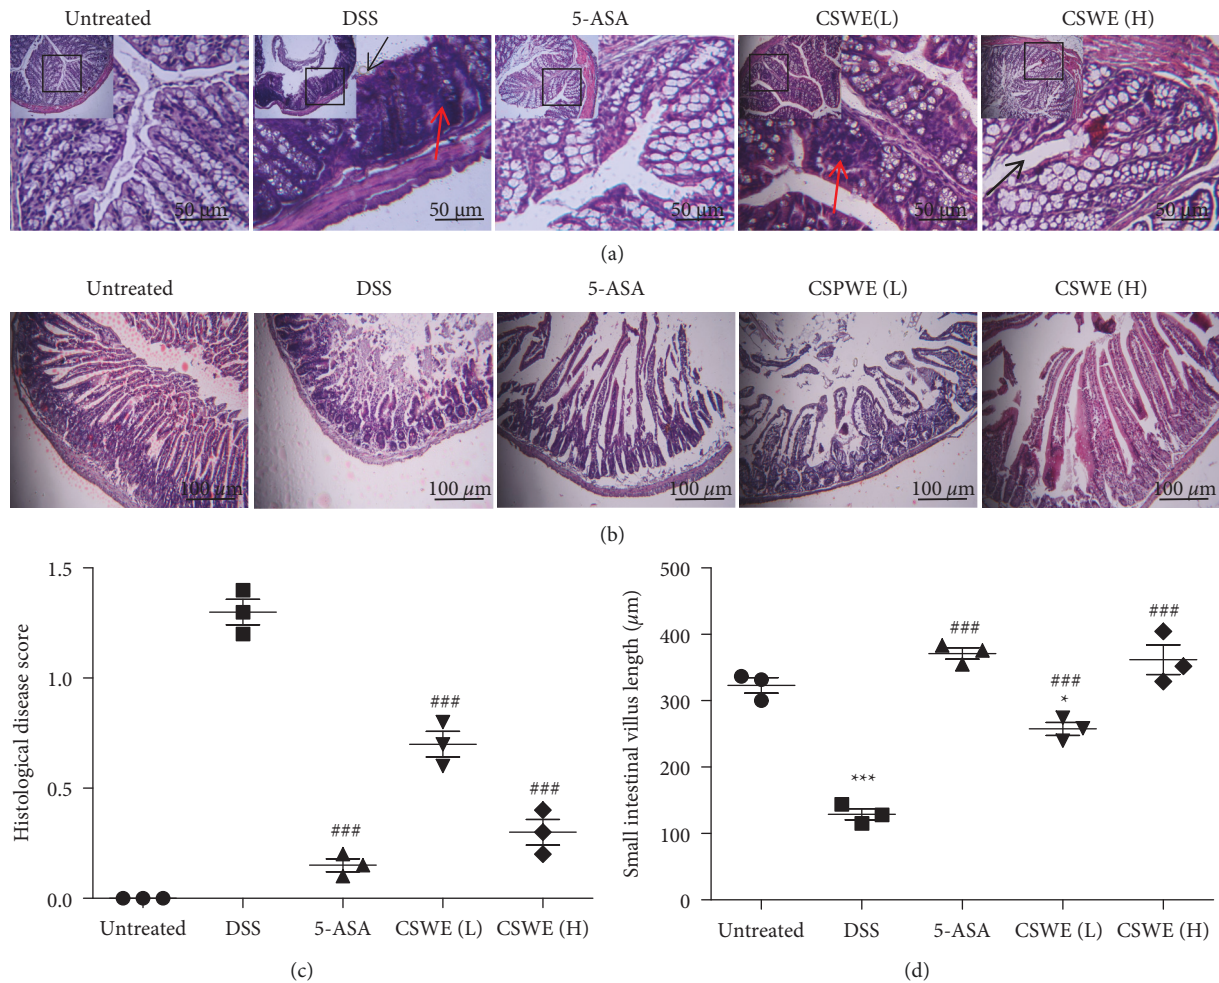 Untreated DSS 5-ASA CSWE(L) CSWE (H)
50 µm 50 µm 50 µm 50 µm 50 µm
(a)
Untreated DSS 5-ASA CSPWE (L) CSWE (H)
100 µm 100 µm 100 µm 100 µm 100 µm
(b)
Histological disease score
1.5
1.0
0.5
0.0
###
###
###
Untreated DSS 5-ASA CSWE (L) CSWE (H)
(c)
Small intestinal villus length (µm)
500
400
300
200
100
0
***
###
###
*
###
Untreated DSS 5-ASA CSWE (L) CSWE (H)
(d)